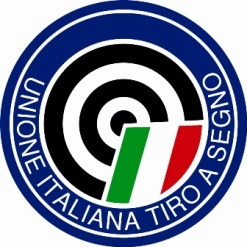 UNIONE ITALIANA TIRO A SEGNO